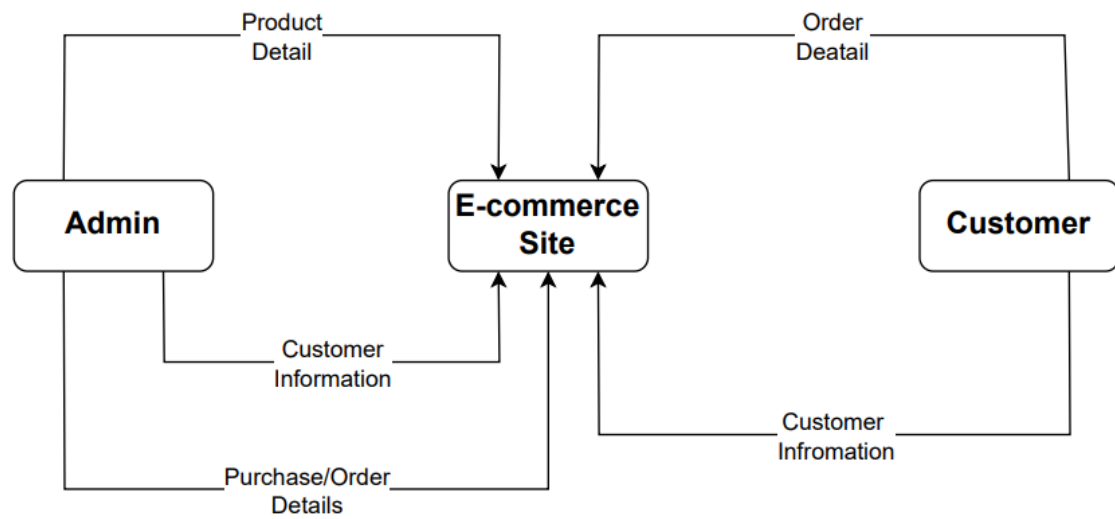 Product
Detail
Order
Deatail
Admin
E-commerce
Site
Customer
Customer
Information
Customer
Infromation
Purchase/Order
Details